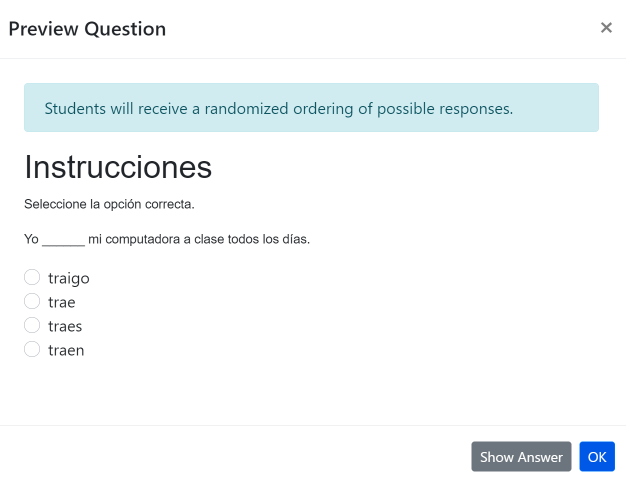 Preview Question
×
Students will receive a randomized ordering of possible responses.
Instrucciones
Seleccione la opción correcta.
Yo ______ mi computadora a clase todos los días.
traigo
trae
traes
traen
Show Answer
OK